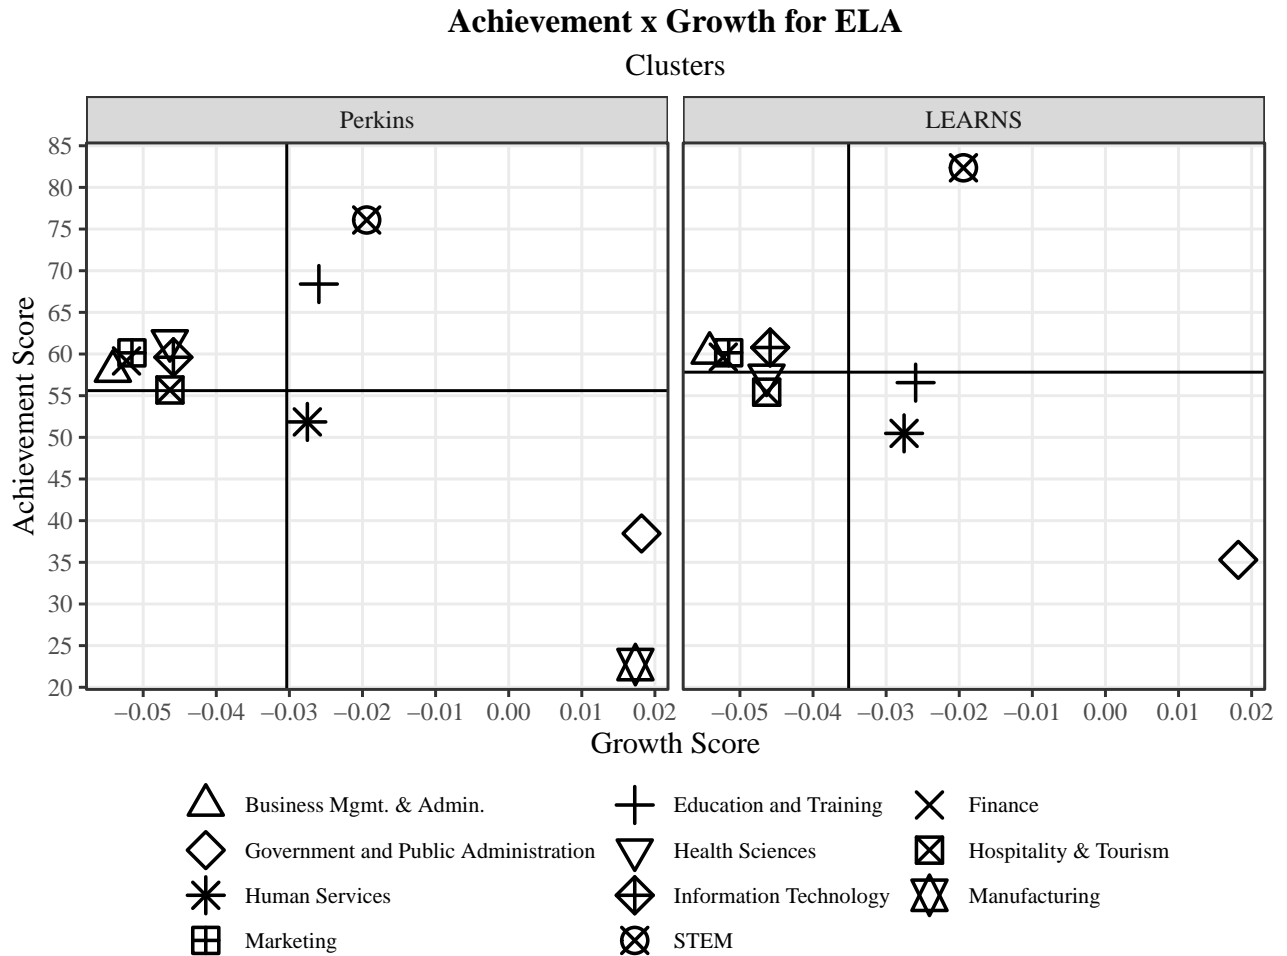 Achievement x Growth for ELA
Clusters
Perkins
LEARNS
Achievement Score
85
80
75
70
65
60
55
50
45
40
35
30
25
20
−0.05 −0.04 −0.03 −0.02 −0.01 0.00 0.01 0.02
−0.05 −0.04 −0.03 −0.02 −0.01 0.00 0.01 0.02
Growth Score
Business Mgmt. & Admin.
Education and Training
Finance
Government and Public Administration
Health Sciences
Hospitality & Tourism
Human Services
Information Technology
Manufacturing
Marketing
STEM